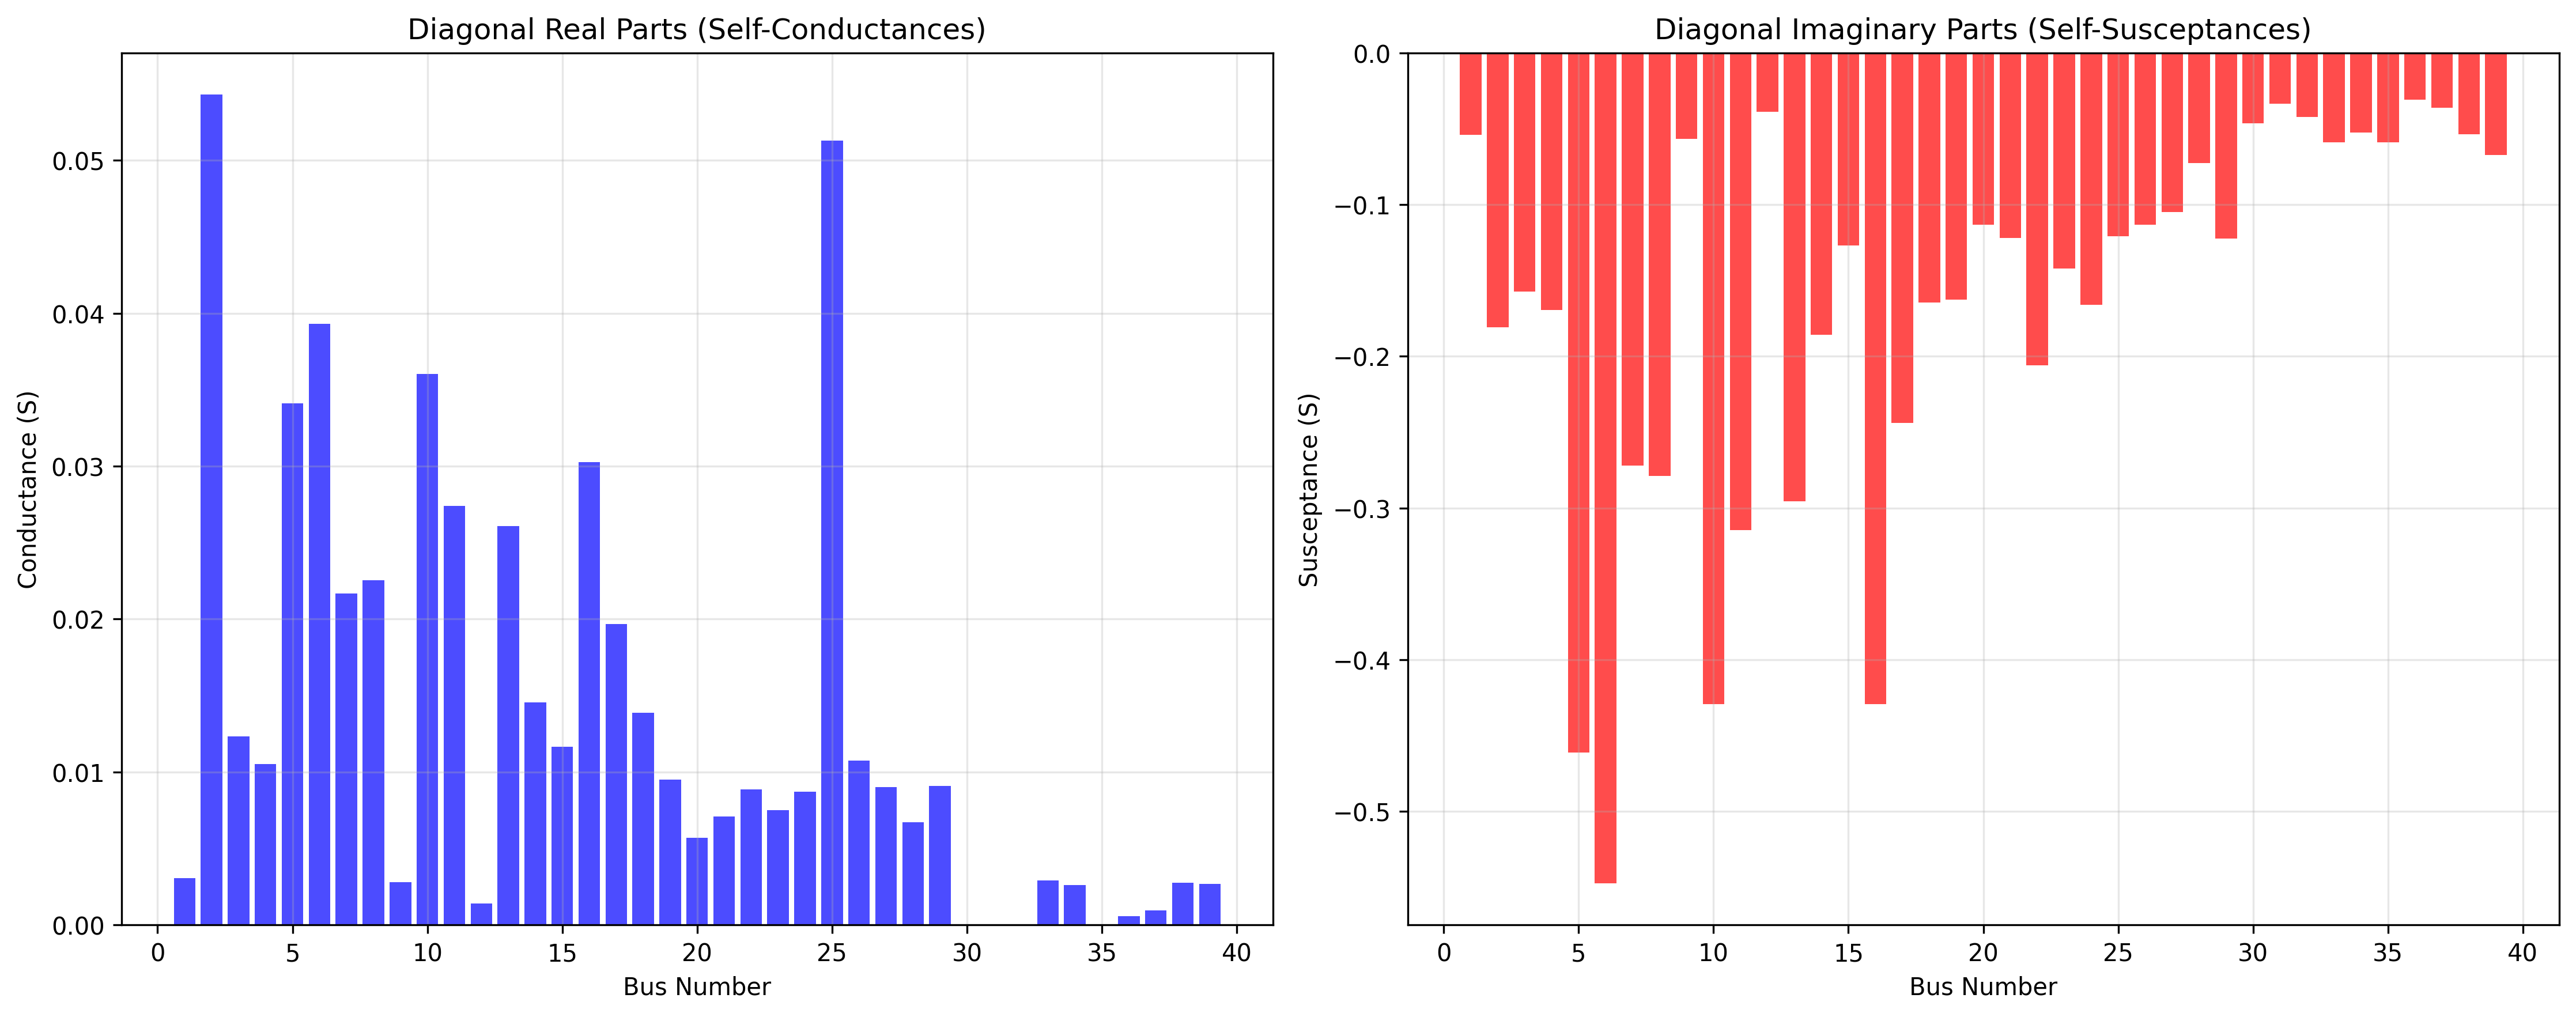 Diagonal Real Parts (Self-Conductances)
Conductance (S)
0.05
0.04
0.03
0.02
0.01
0.00
0 5 10 15 20 25 30 35 40
Bus Number
Diagonal Imaginary Parts (Self-Susceptances)
Susceptance (S)
0.0
−0.1
−0.2
−0.3
−0.4
−0.5
0 5 10 15 20 25 30 35 40
Bus Number